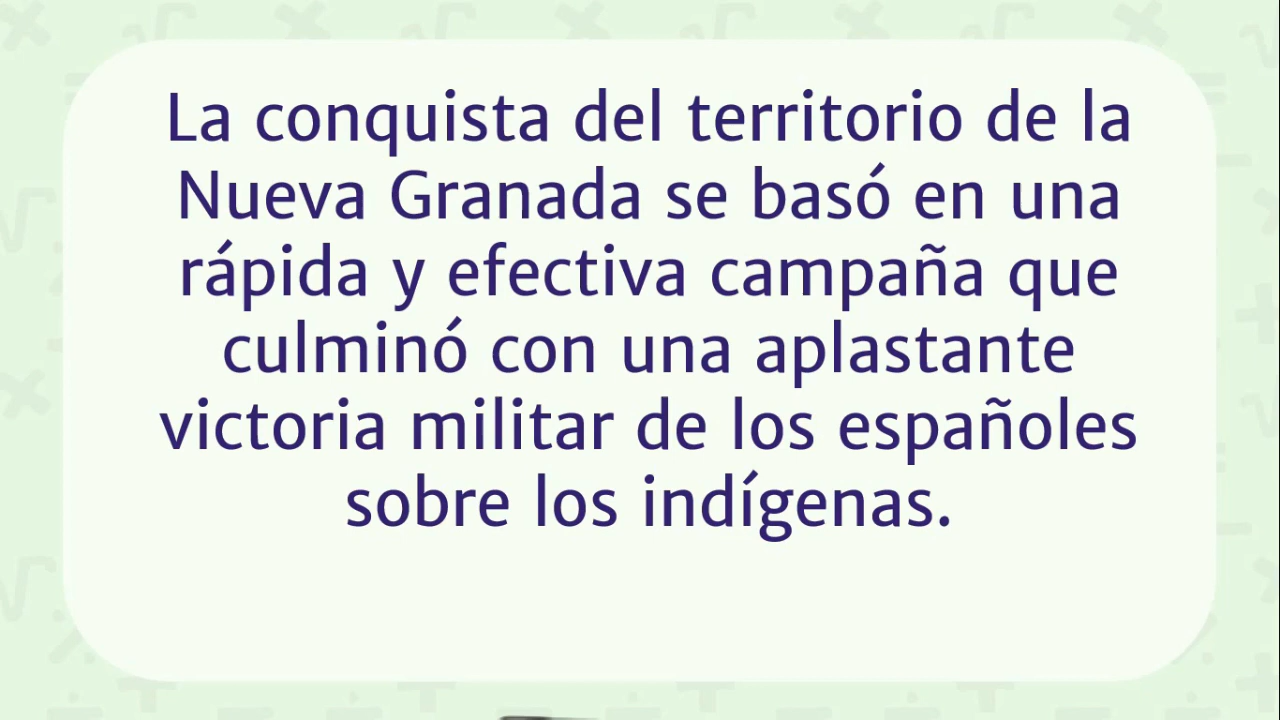 La conquista del territorio de la
Nueva Granada se basó en una
rápida y efectiva campaña que
culminó con una aplastante
victoria militar de los españoles
sobre los indígenas.